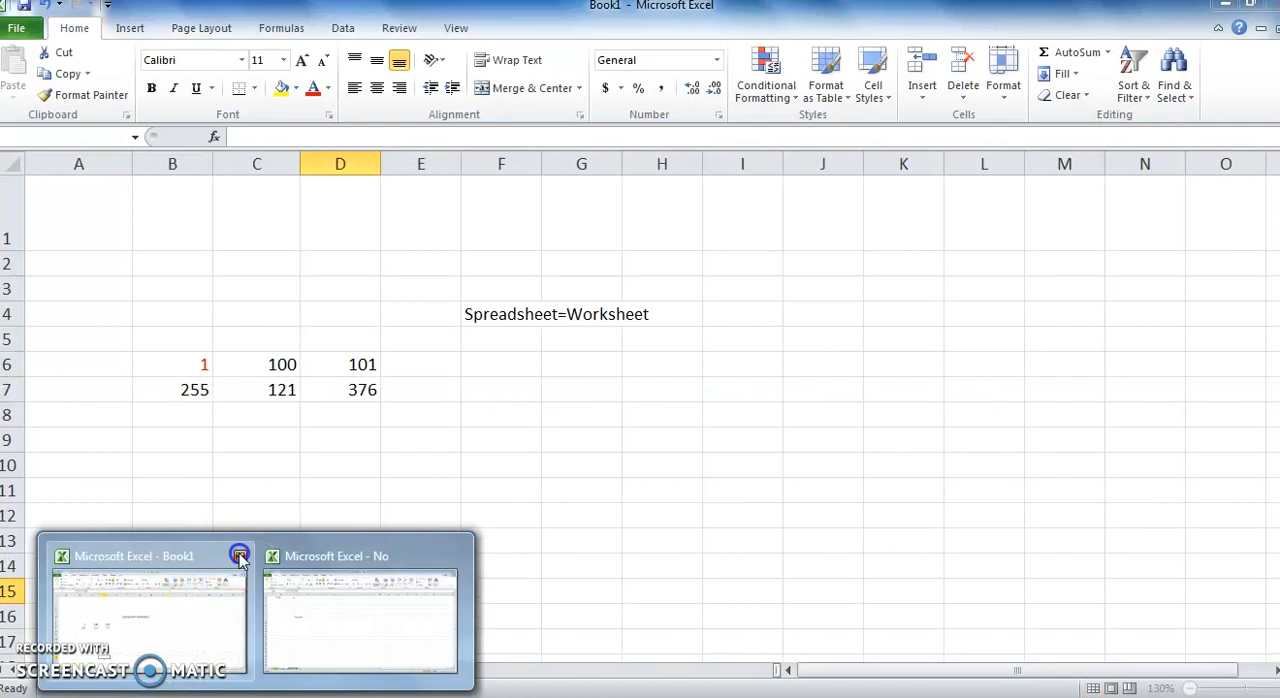 Book1 - Microsoft Excel
File Home Insert Page Layout Formulas Data Review View
Paste
Cut
Copy
Format Painter
Clipboard
Calibri 11
B I U
Font
Wrap Text
Merge & Center
Alignment
General
$ % ,
Number
Conditional Formatting
Format as Table
Cell Styles
Styles
Insert
Delete
Format
Cells
Σ AutoSum
Fill
Clear
Sort & Filter
Find & Select
Editing
fx
A B C D E F G H I J K L M N O
1
2
3
4 Spreadsheet=Worksheet
5
6 1 100 101
7 255 121 376
8
9
10
11
12
13
14
15
16
17
Microsoft Excel - Book1
Microsoft Excel - No
RECORDED WITH
SCREENCAST MATIC
Ready
130%